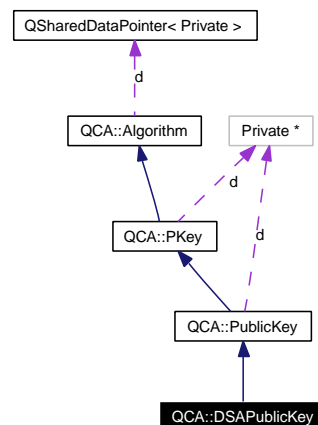 QSharedDataPointer< Private >
d
QCA::Algorithm
Private *
d
QCA::PKey
d
QCA::PublicKey
QCA::DSAPublicKey